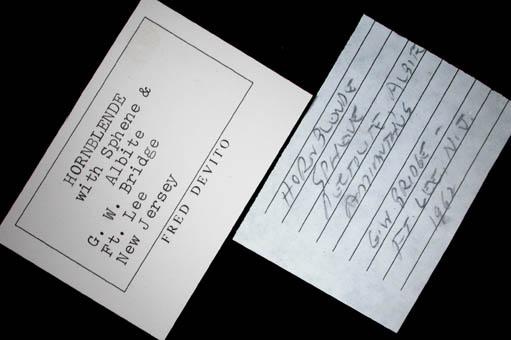 HORNBLENDE
with Sphene &
Albite
G. W. Bridge
Ft. Lee
New Jersey
FRED DEVITO
HORNBLENDE
SPHENE
ALBITE
G.W BRIDGE -
FT. LEE N.J.
1962